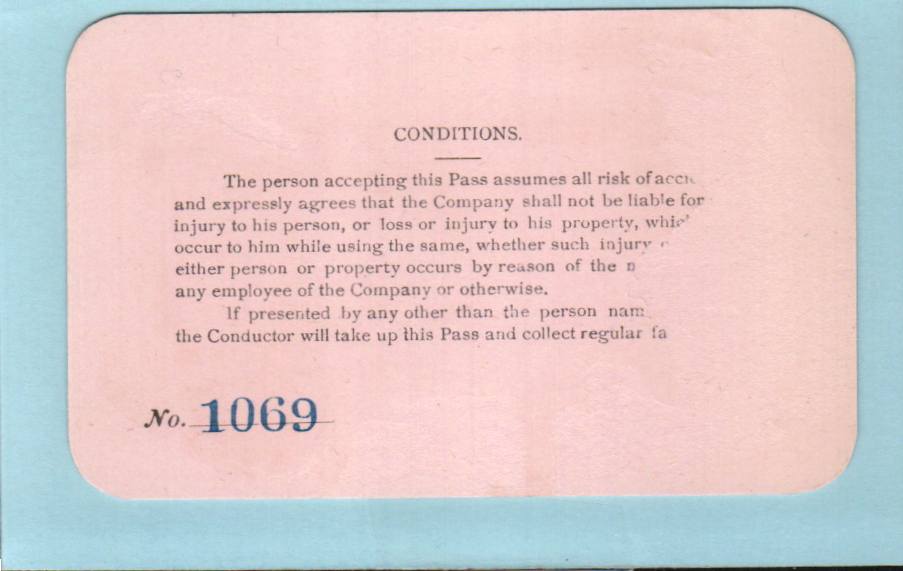 CONDITIONS.
The person accepting this Pass assumes all risk of
and expressly agrees that the Company shall not be liable for
injury to his person, or loss or injury to his property,
occur to him while using the same, whether such injury
either person or property occurs by reason of the
any employee of the Company or otherwise.
If presented by any other than the person
the Conductor will take up this Pass and collect regular
No. 1069